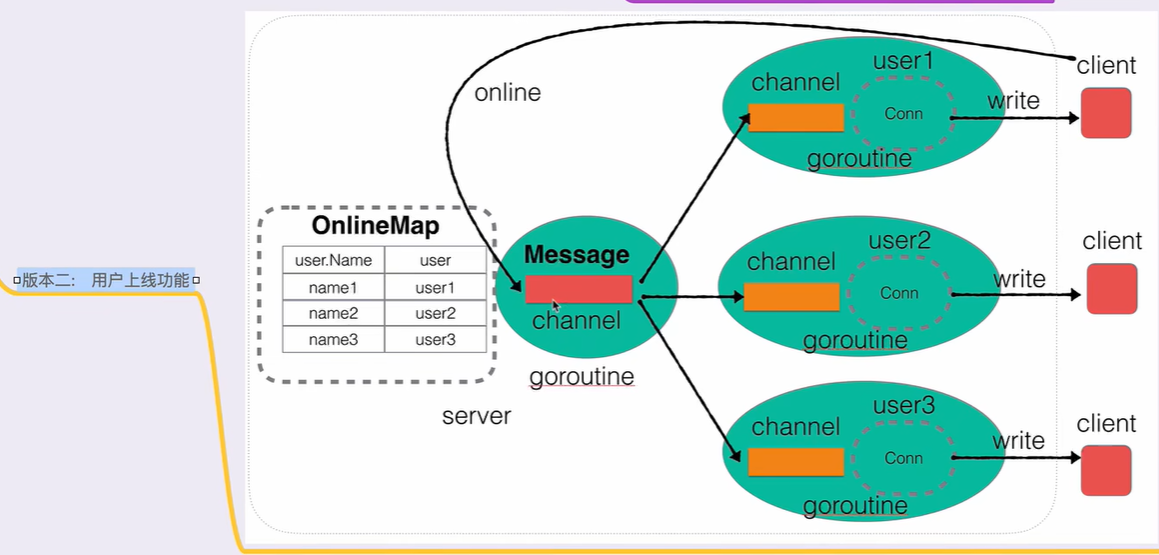 版本二： 用户上线功能
online
OnlineMap
user.Name user
name1 user1
name2 user2
name3 user3
Message
channel
goroutine
server
user1
channel
Conn
goroutine
write
client
user2
channel
Conn
goroutine
write
client
user3
channel
Conn
goroutine
write
client